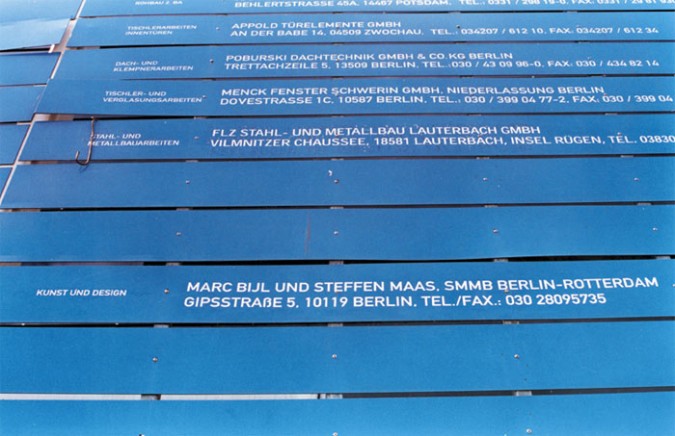 BEHLERTSTRASSE 45A, 14467 POTSDAM,
TISCHLERARBEITEN
INNENTÜREN
APPOLD TÜRELEMENTE GMBH
AN DER BABE 14, 04509 ZWOCHAU, TEL.: 034207 / 612 10, FAX: 034207 / 612 34
DACH- UND
KLEMPNERARBEITEN
POBURSKI DACHTECHNIK GMBH & CO.KG BERLIN
TRETTACHZEILE 5, 13509 BERLIN, TEL.: 030 / 43 09 96-0, FAX: 030 / 434 82 14
TISCHLER- UND
VERGLASUNGSARBEITEN
MENCK FENSTER SCHWERIN GMBH, NIEDERLASSUNG BERLIN
DOVESTRASSE 1C, 10587 BERLIN, TEL.: 030 / 399 04 77-2, FAX: 030 / 399 04
STAHL- UND
METALLBAUARBEITEN
FLZ STAHL- UND METALLBAU LAUTERBACH GMBH
VILMNITZER CHAUSSEE, 18581 LAUTERBACH, INSEL RÜGEN, TEL. 03830
KUNST UND DESIGN
MARC BIJL UND STEFFEN MAAS, SMMB BERLIN-ROTTERDAM
GIPSSTRAßE 5, 10119 BERLIN, TEL./FAX.: 030 28095735